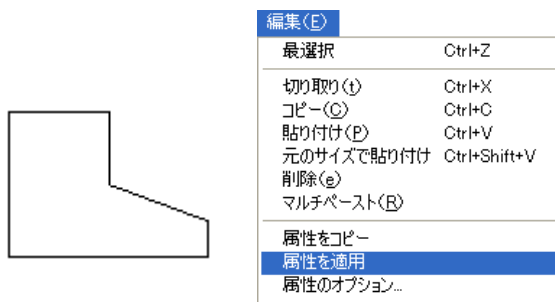 編集(E)
最選択 Ctrl+Z
切り取り(t) Ctrl+X
コピー(C) Ctrl+C
貼り付け(P) Ctrl+V
元のサイズで貼り付け Ctrl+Shift+V
削除(e)
マルチペースト(R)
属性をコピー
属性を適用
属性のオプション...